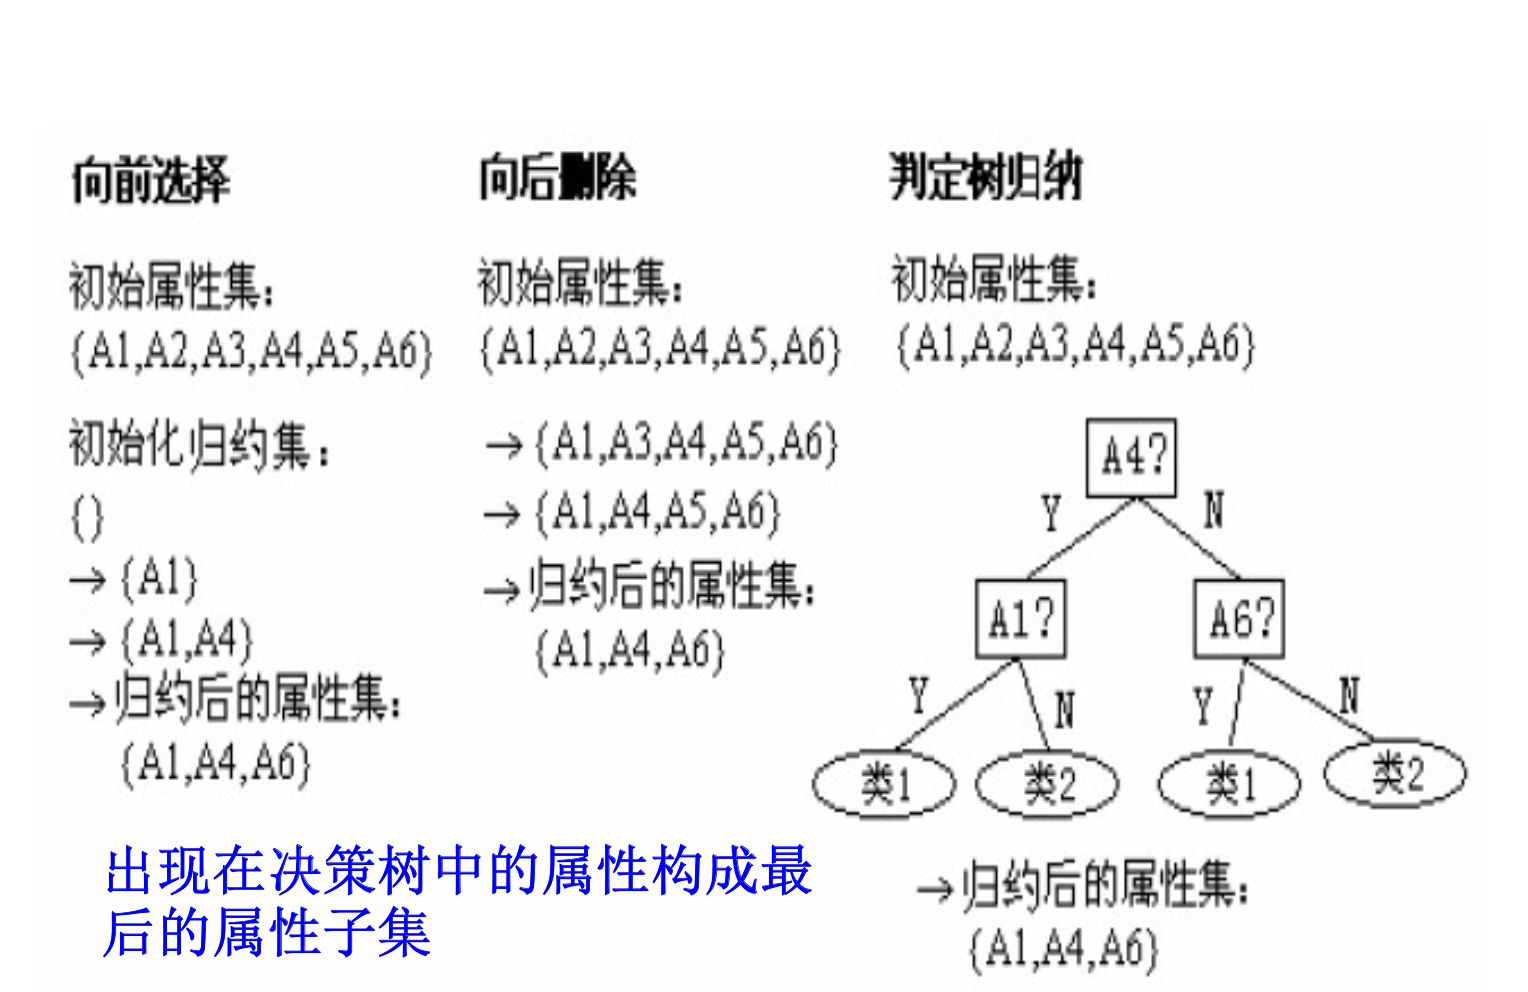 向前选择
初始属性集：
{A1,A2,A3,A4,A5,A6}
初始化归约集：
{}
→{A1}
→{A1,A4}
→归约后的属性集：
{A1,A4,A6}
向后删除
初始属性集：
{A1,A2,A3,A4,A5,A6}
→{A1,A3,A4,A5,A6}
→{A1,A4,A5,A6}
→归约后的属性集：
{A1,A4,A6}
判定树归纳
初始属性集：
{A1,A2,A3,A4,A5,A6}
A4?
Y N
A1? A6?
Y N Y N
类1 类2 类1 类2
→归约后的属性集：
{A1,A4,A6}
出现在决策树中的属性构成最
后的属性子集